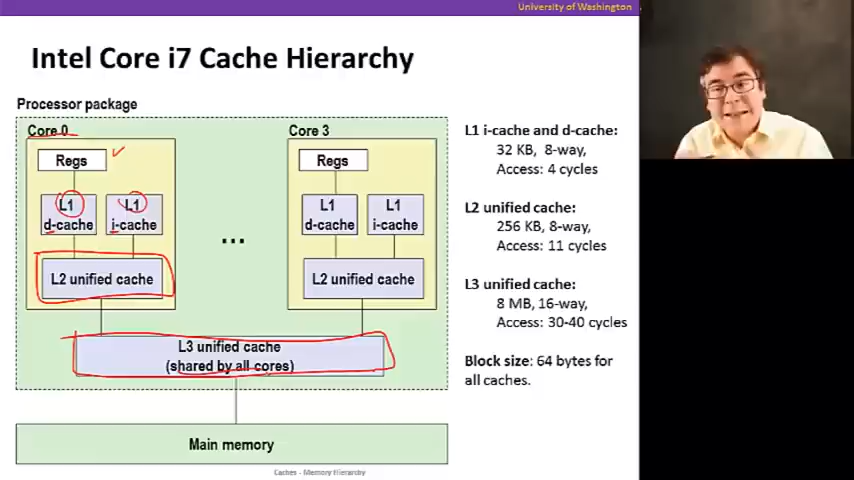 University of Washington
Intel Core i7 Cache Hierarchy
Processor package
Core 0
Regs
L1
d-cache
L1
i-cache
L2 unified cache
...
Core 3
Regs
L1
d-cache
L1
i-cache
L2 unified cache
L3 unified cache
(shared by all cores)
Main memory
L1 i-cache and d-cache:
32 KB, 8-way,
Access: 4 cycles
L2 unified cache:
256 KB, 8-way,
Access: 11 cycles
L3 unified cache:
8 MB, 16-way,
Access: 30-40 cycles
Block size: 64 bytes for
all caches.
Caches - Memory Hierarchy